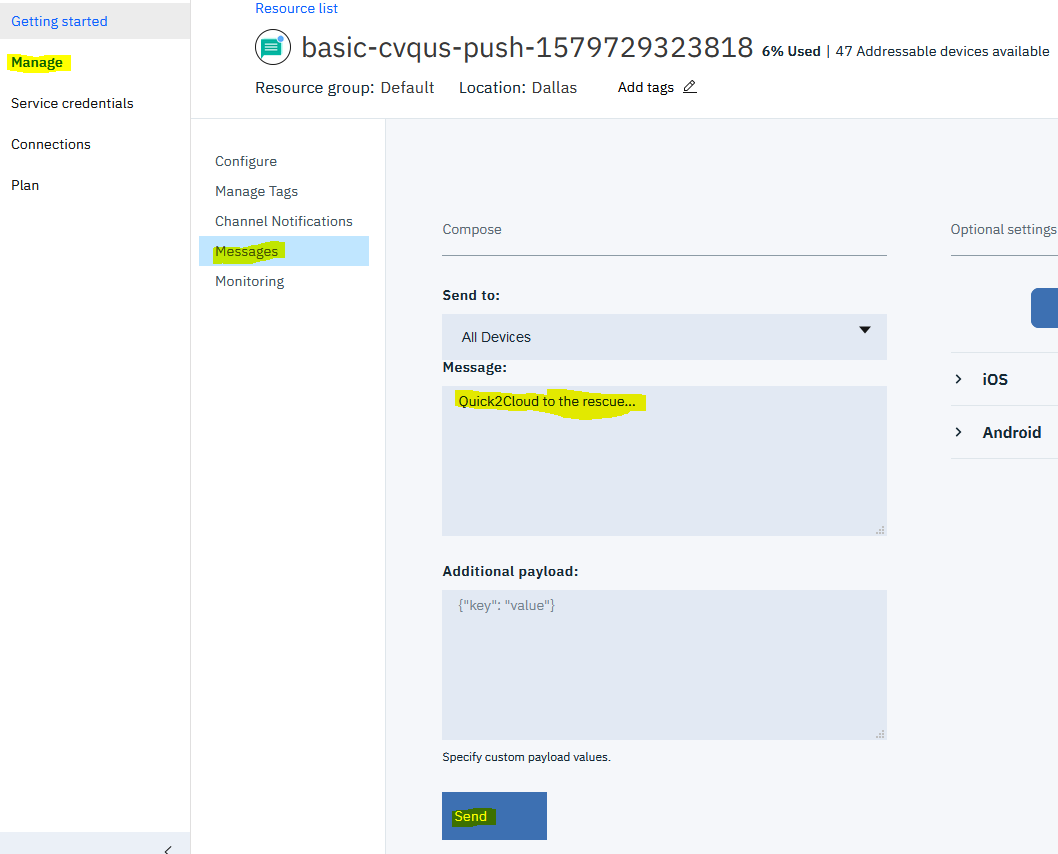 Getting started
Manage
Service credentials
Connections
Plan
Resource list
basic-cvqus-push-1579729323818 6% Used | 47 Addressable devices available
Resource group: Default Location: Dallas Add tags
Configure
Manage Tags
Channel Notifications
Messages
Monitoring
Compose
Send to:
All Devices
Message:
Quick2Cloud to the rescue...
Additional payload:
{"key": "value"}
Specify custom payload values.
Send
Optional settings
iOS
Android